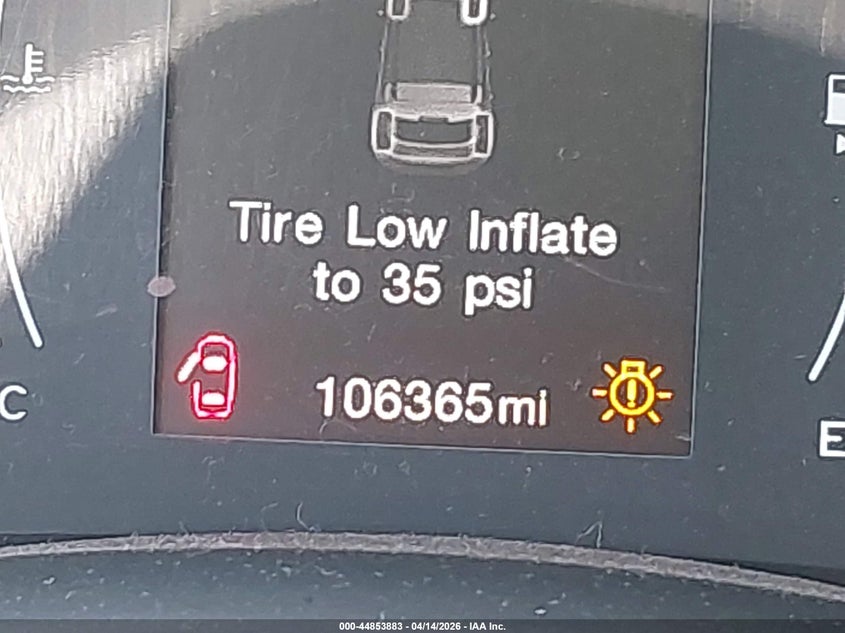 Tire Low Inflate
to 35 psi
106365mi
C
E
000-44853883 - 04/14/2026 - IAA Inc.